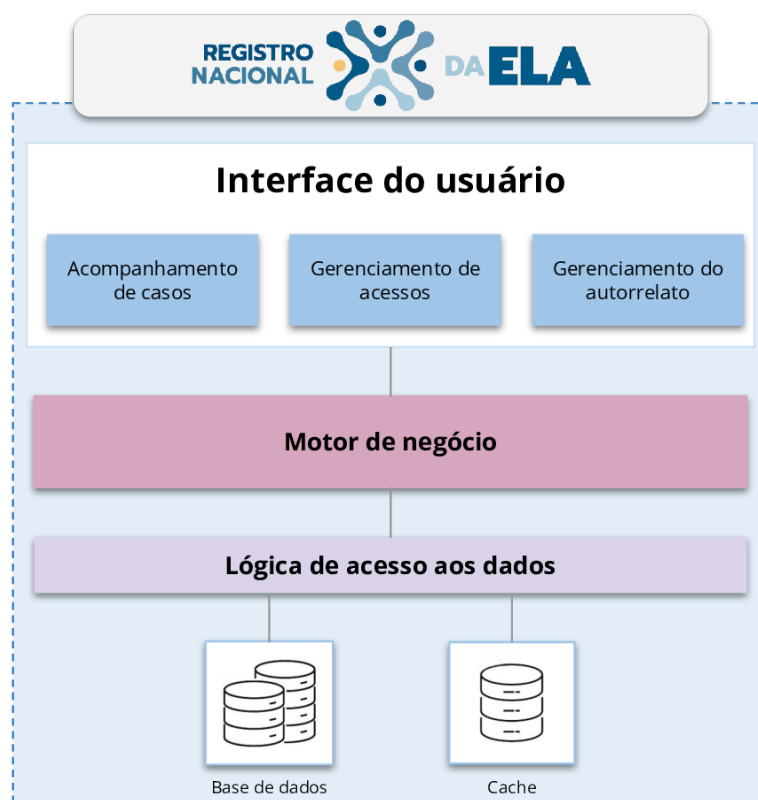 REGISTRO
NACIONAL
DA ELA
Interface do usuário
Acompanhamento
de casos
Gerenciamento de
acessos
Gerenciamento do
autorrelato
Motor de negócio
Lógica de acesso aos dados
Base de dados
Cache